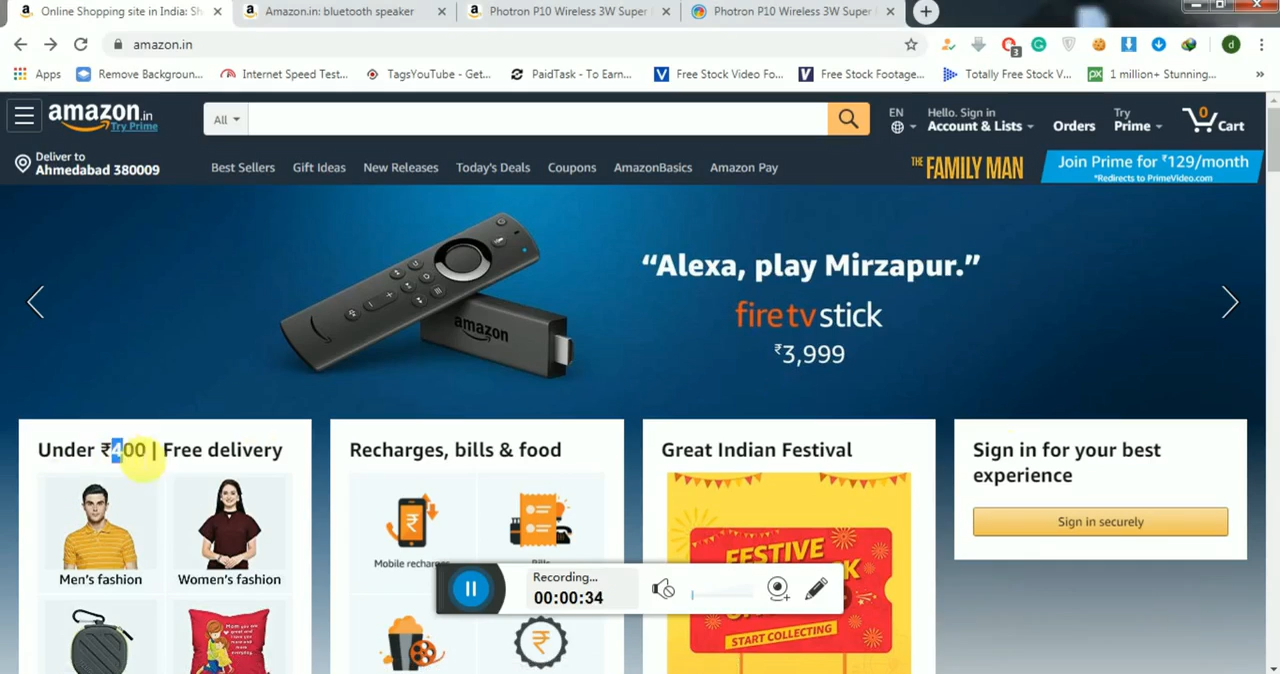 Online Shopping site in India: Sh
Amazon.in: bluetooth speaker
Photron P10 Wireless 3W Super
Photron P10 Wireless 3W Super
amazon.in
3
d
Apps
Remove Backgroun...
Internet Speed Test...
TagsYouTube - Get...
PaidTask - To Earn...
Free Stock Video Fo...
Free Stock Footage...
Totally Free Stock V...
1 million+ Stunning...
»
amazon.in
Try Prime
All
EN
Hello. Sign in
Account & Lists
Orders
Try
Prime
0
Cart
Deliver to
Ahmedabad 380009
Best Sellers
Gift Ideas
New Releases
Today's Deals
Coupons
AmazonBasics
Amazon Pay
THE FAMILY MAN
Join Prime for ₹129/month
*Redirects to PrimeVideo.com
amazon
“Alexa, play Mirzapur.”
fire tv stick
₹3,999
Under ₹400 | Free delivery
Recharges, bills & food
Great Indian Festival
Sign in for your best
experience
Sign in securely
Men's fashion
Women's fashion
Mobile recharg
FESTIVE
START COLLECTING
Recording...
00:00:34